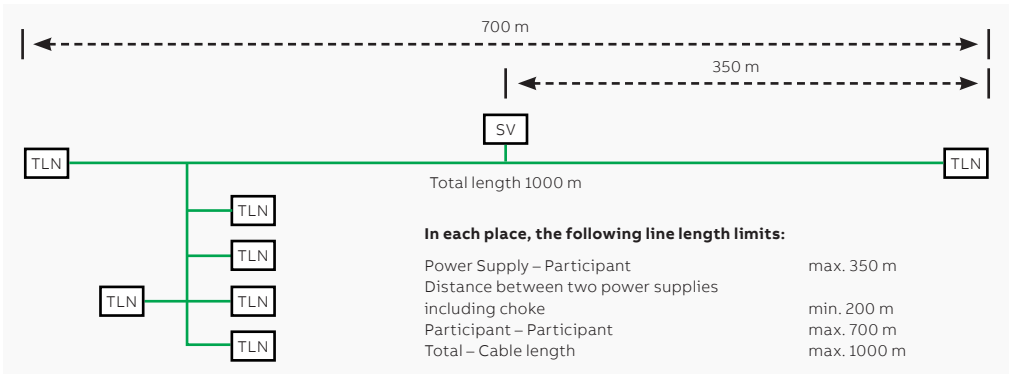 700 m
350 m
SV
TLN
TLN
Total length 1000 m
TLN
TLN
TLN
TLN
TLN
In each place, the following line length limits:
Power Supply – Participant max. 350 m
Distance between two power supplies
including choke min. 200 m
Participant – Participant max. 700 m
Total – Cable length max. 1000 m